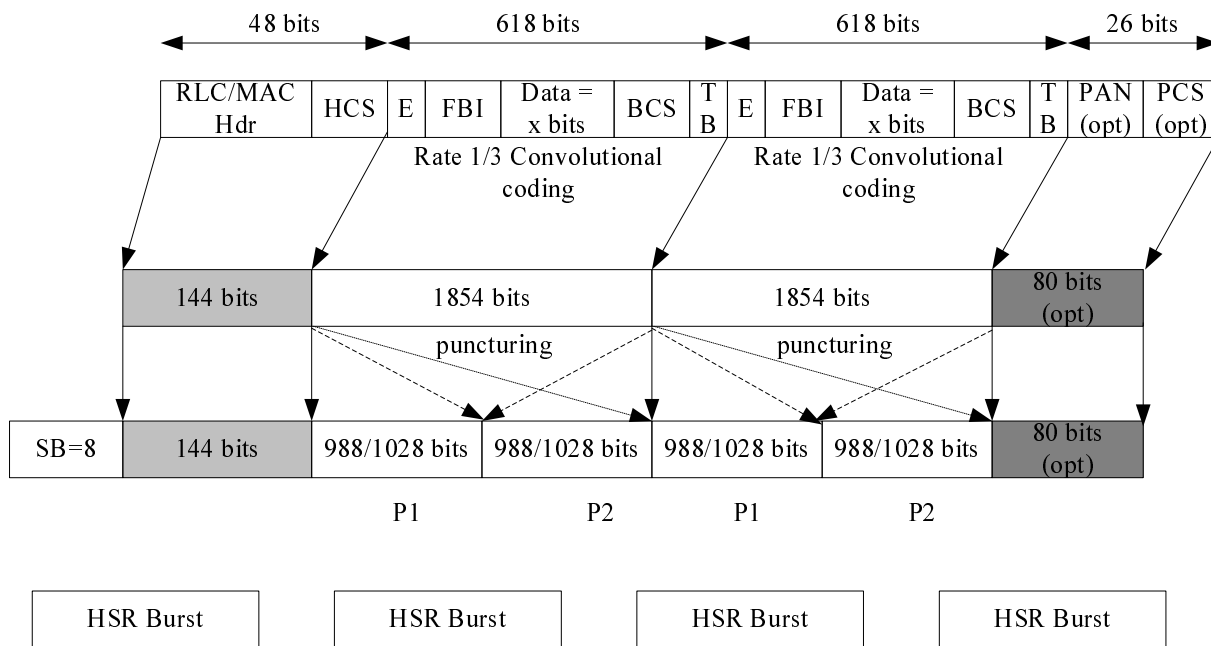 48 bits 618 bits 618 bits 26 bits
RLC/MAC Hdr HCS E FBI Data = x bits BCS T B E FBI Data = x bits BCS T B PAN (opt) PCS (opt)
Rate 1/3 Convolutional coding Rate 1/3 Convolutional coding
144 bits 1854 bits 1854 bits 80 bits (opt)
puncturing puncturing
SB=8 144 bits 988/1028 bits 988/1028 bits 988/1028 bits 988/1028 bits 80 bits (opt)
P1 P2 P1 P2
HSR Burst HSR Burst HSR Burst HSR Burst